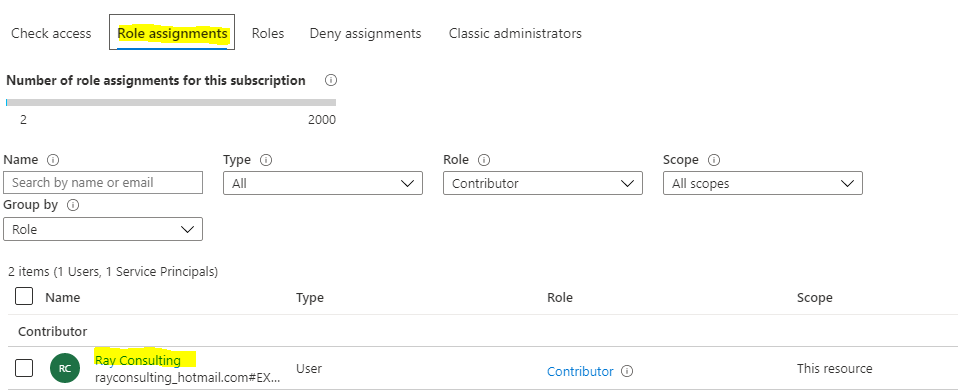 Check access Role assignments Roles Deny assignments Classic administrators
Number of role assignments for this subscription
2 2000
Name Type Role Scope
Search by name or email All Contributor All scopes
Group by
Role
2 items (1 Users, 1 Service Principals)
Name Type Role Scope
Contributor
RC Ray Consulting User Contributor This resource
rayconsulting_hotmail.com#EX...